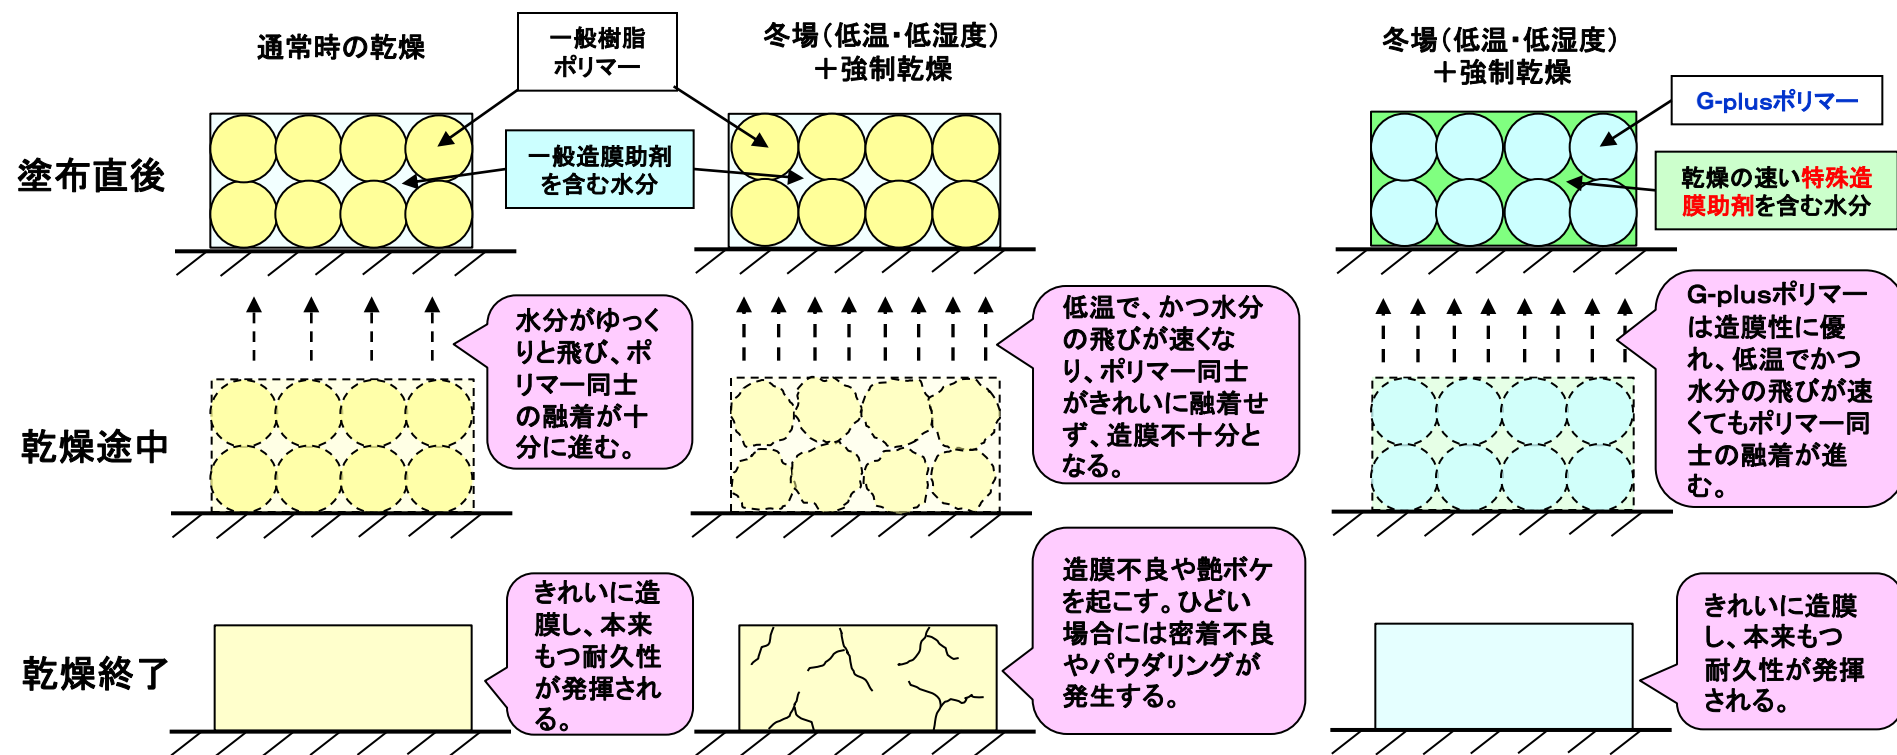 通常時の乾燥
一般樹脂
ポリマー
冬場（低温・低湿度）
＋強制乾燥
冬場（低温・低湿度）
＋強制乾燥
G-plusポリマー
塗布直後
一般造膜助剤
を含む水分
乾燥の速い特殊造
膜助剤を含む水分
乾燥途中
水分がゆっく
りと飛び、ポ
リマー同士
の融着が十
分に進む。
低温で、かつ水分
の飛びが速くな
り、ポリマー同士
がきれいに融着せ
ず、造膜不十分と
なる。
G-plusポリマー
は造膜性に優
れ、低温でかつ
水分の飛びが速
くてもポリマー同
士の融着が進
む。
乾燥終了
きれいに造
膜し、本来
もつ耐久性
が発揮され
る。
造膜不良や艶ボケ
を起こす。ひどい
場合には密着不良
やパウダリングが
発生する。
きれいに造膜
し、本来もつ
耐久性が発揮
される。